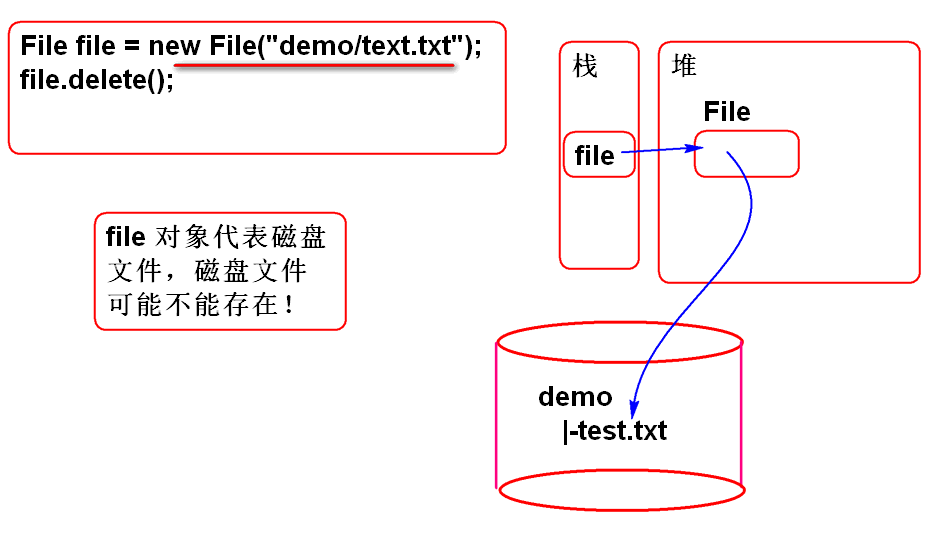 File file = new File("demo/text.txt");
file.delete();
栈
堆
File
file
file 对象代表磁盘
文件，磁盘文件
可能不能存在！
demo
|-test.txt